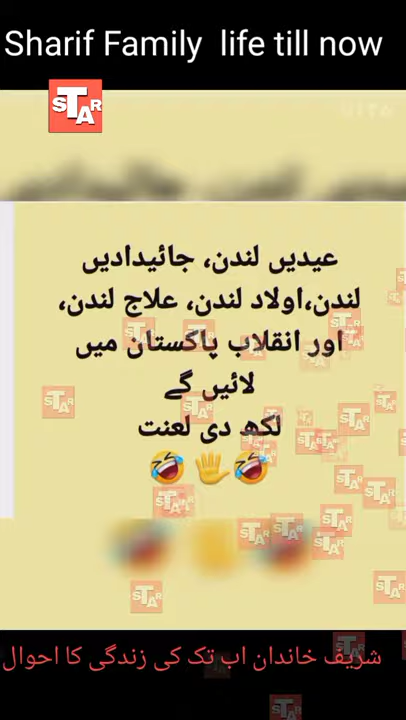 Sharif Family life till now
STAR
عیدیں لندن، جائیدادیں
لندن،اولاد لندن، علاج لندن،
اور انقلاب پاکستان میں
لائیں گے
لکھ دی لعنت
🤣🖐️🤣
شریف خاندان اب تک کی زندگی کا احوال